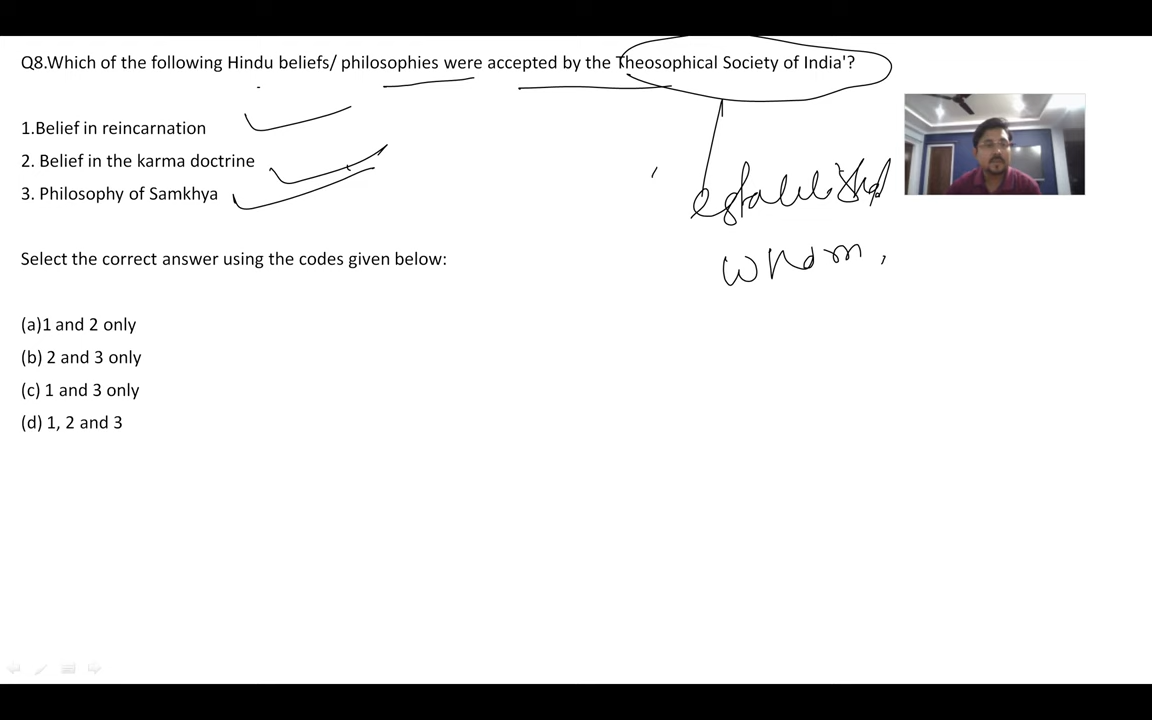 Q8.Which of the following Hindu beliefs/ philosophies were accepted by the Theosophical Society of India'?
1.Belief in reincarnation
2. Belief in the karma doctrine
3. Philosophy of Samkhya
established
whom,
Select the correct answer using the codes given below:
(a)1 and 2 only
(b) 2 and 3 only
(c) 1 and 3 only
(d) 1, 2 and 3